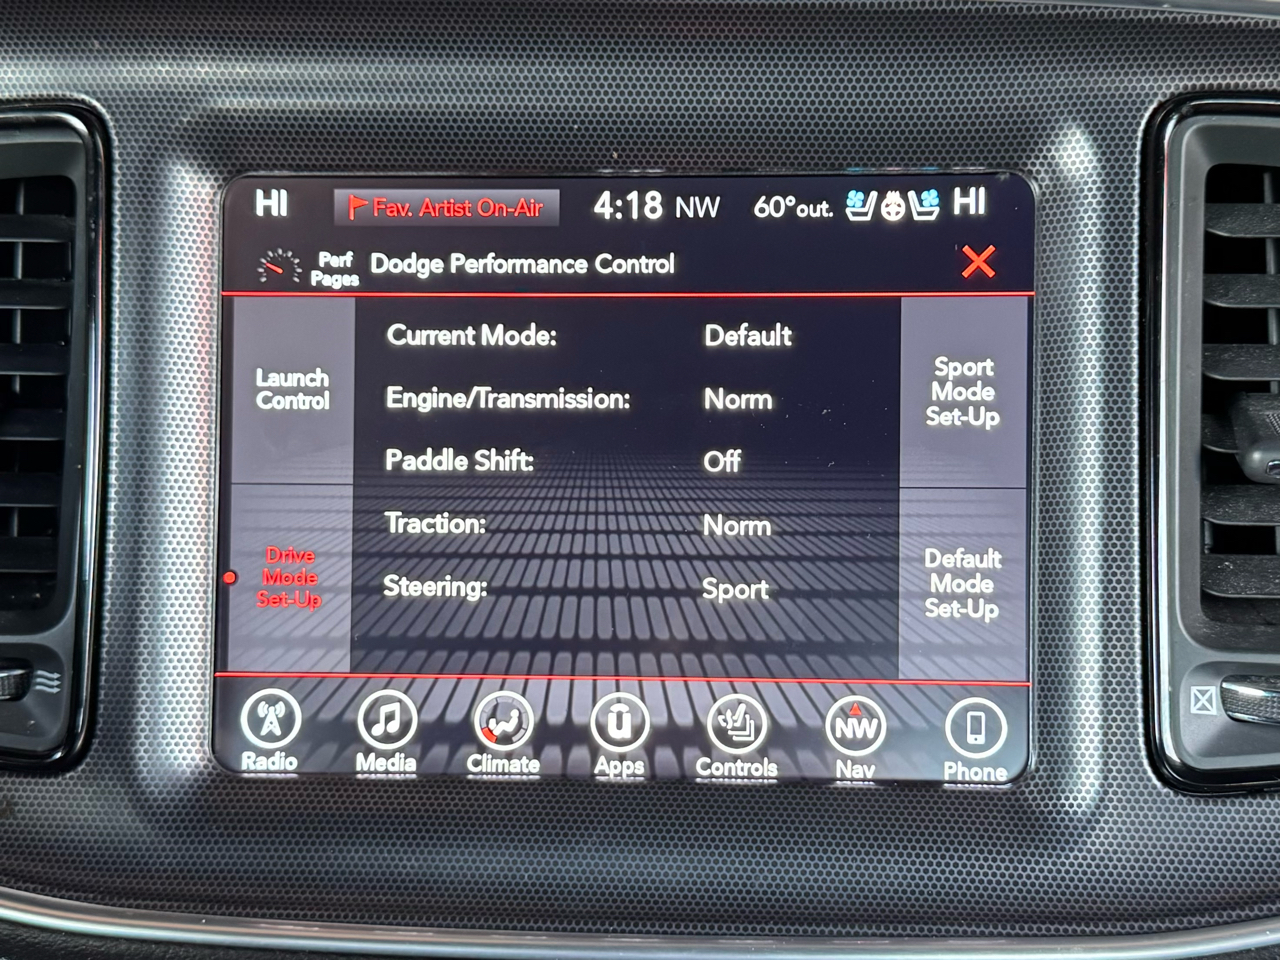 HI Fav. Artist On-Air 4:18 NW 60°out. HI
Perf
Pages
Dodge Performance Control
Launch
Control
Drive
Mode
Set-Up
Current Mode: Default
Engine/Transmission: Norm
Paddle Shift: Off
Traction: Norm
Steering: Sport
Sport
Mode
Set-Up
Default
Mode
Set-Up
NW
Radio Media Climate Apps Controls Nav Phone